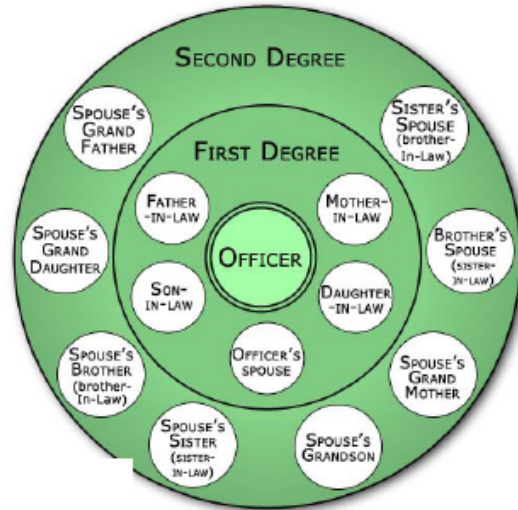 SECOND DEGREE
SPOUSE'S
GRAND
FATHER
SISTER'S
SPOUSE
(brother-
In-Law)
FIRST DEGREE
FATHER
-IN-LAW
MOTHER-
IN-LAW
SPOUSE'S
GRAND
DAUGHTER
OFFICER
BROTHER'S
SPOUSE
(SISTER-
IN-LAW)
SON-
IN-LAW
DAUGHTER
-IN-LAW
SPOUSE'S
BROTHER
(brother-
In-Law)
OFFICER'S
SPOUSE
SPOUSE'S
GRAND
MOTHER
SPOUSE'S
SISTER
(SISTER-
IN-LAW)
SPOUSE'S
GRANDSON